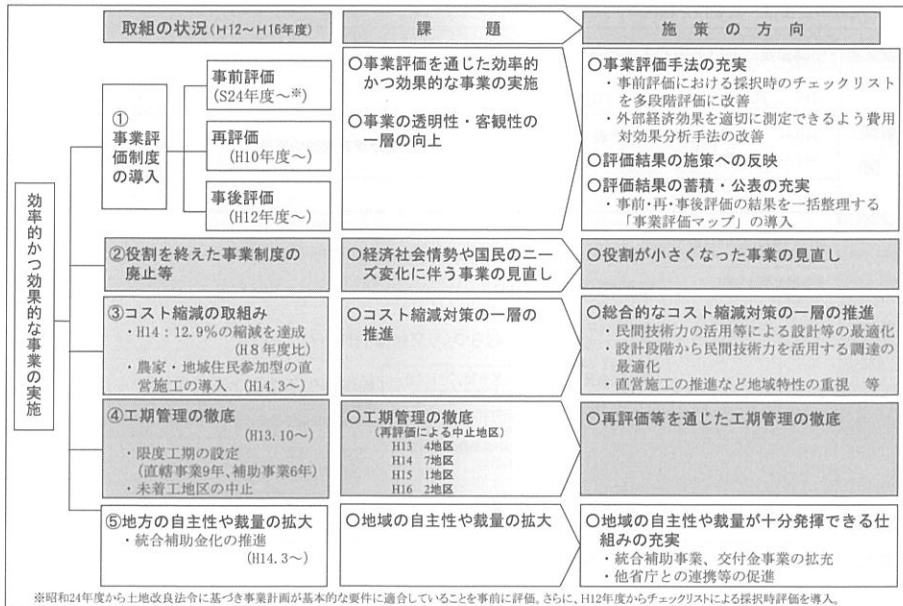 取組の状況(H12～H16年度)
課題
施策の方向
効率的かつ効果的な事業の実施
①
事業評
価制度
の導入
事前評価
(S24年度～※)
再評価
(H10年度～)
事後評価
(H12年度～)
○事業評価を通じた効率的
かつ効果的な事業の実施
○事業の透明性・客観性の
一層の向上
○事業評価手法の充実
・事前評価における採択時のチェックリスト
を多段階評価に改善
・外部経済効果を適切に測定できるよう費用
対効果分析手法の改善
○評価結果の施策への反映
○評価結果の蓄積・公表の充実
・事前・再・事後評価の結果を一括整理する
「事業評価マップ」の導入
②役割を終えた事業制度の
廃止等
○経済社会情勢や国民のニー
ズ変化に伴う事業の見直し
○役割が小さくなった事業の見直し
③コスト縮減の取組み
・H14：12.9%の縮減を達成
(H8年度比)
・農家・地域住民参加型の直
営施工の導入 (H14.3～)
○コスト縮減対策の一層の
推進
○総合的なコスト縮減対策の一層の推進
・民間技術力の活用等による設計等の最適化
・設計段階から民間技術力を活用する調達の
最適化
・直営施工の推進など地域特性の重視 等
④工期管理の徹底
(H13.10～)
・限度工期の設定
(直轄事業9年、補助事業6年)
・未着工地区の中止
○工期管理の徹底
(再評価による中止地区)
H13 4地区
H14 7地区
H15 1地区
H16 2地区
○再評価等を通じた工期管理の徹底
⑤地方の自主性や裁量の拡大
・統合補助金化の推進
(H14.3～)
○地域の自主性や裁量の拡大
○地域の自主性や裁量が十分発揮できる仕
組みの充実
・統合補助事業、交付金事業の拡充
・他省庁との連携等の促進
※昭和24年度から土地改良法令に基づき事業計画が基本的な要件に適合していることを事前に評価。さらに、H12年度からチェックリストによる採択時評価を導入。